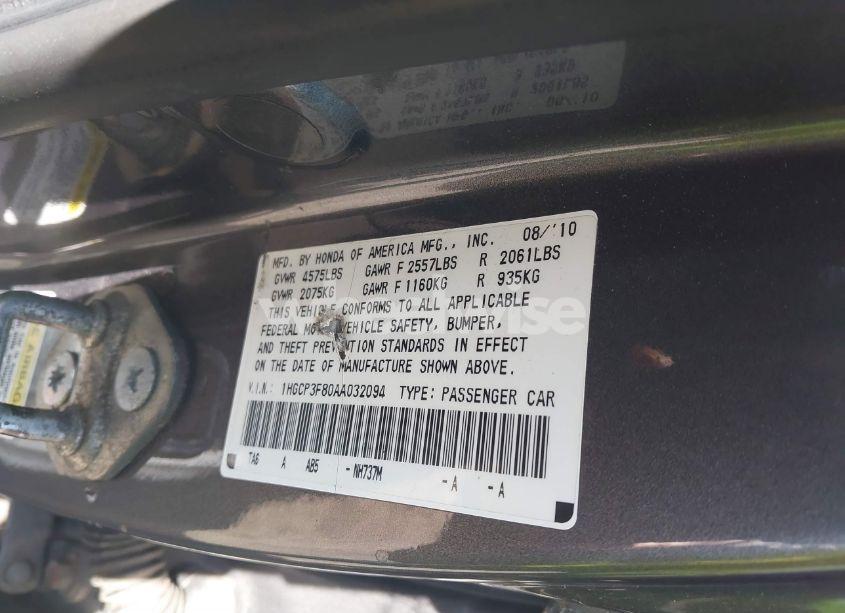 MFD. BY HONDA OF AMERICA MFG., INC. 08/'10
GVWR 4575LBS GAWR F 2557LBS R 2061LBS
GVWR 2075KG GAWR F 1160KG R 935KG
THIS VEHICLE CONFORMS TO ALL APPLICABLE
FEDERAL MOTOR VEHICLE SAFETY, BUMPER,
AND THEFT PREVENTION STANDARDS IN EFFECT
ON THE DATE OF MANUFACTURE SHOWN ABOVE.
V.I.N.: 1HGCP3F80AA032094 TYPE: PASSENGER CAR
TA6 A AB5 - NH737M - A - A
AIRBAG